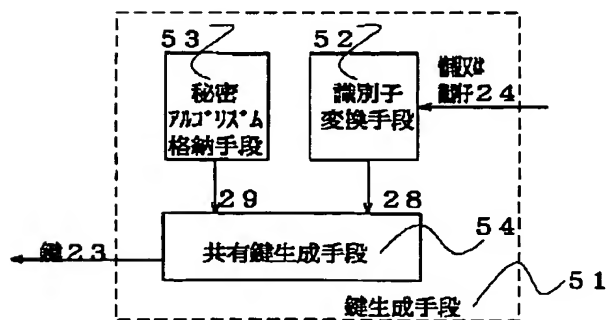 53
52
秘密
アルゴリズム
格納手段
識別子
変換手段
情報又は
識別子24
29
28
共有鍵生成手段
54
鍵23
51
鍵生成手段